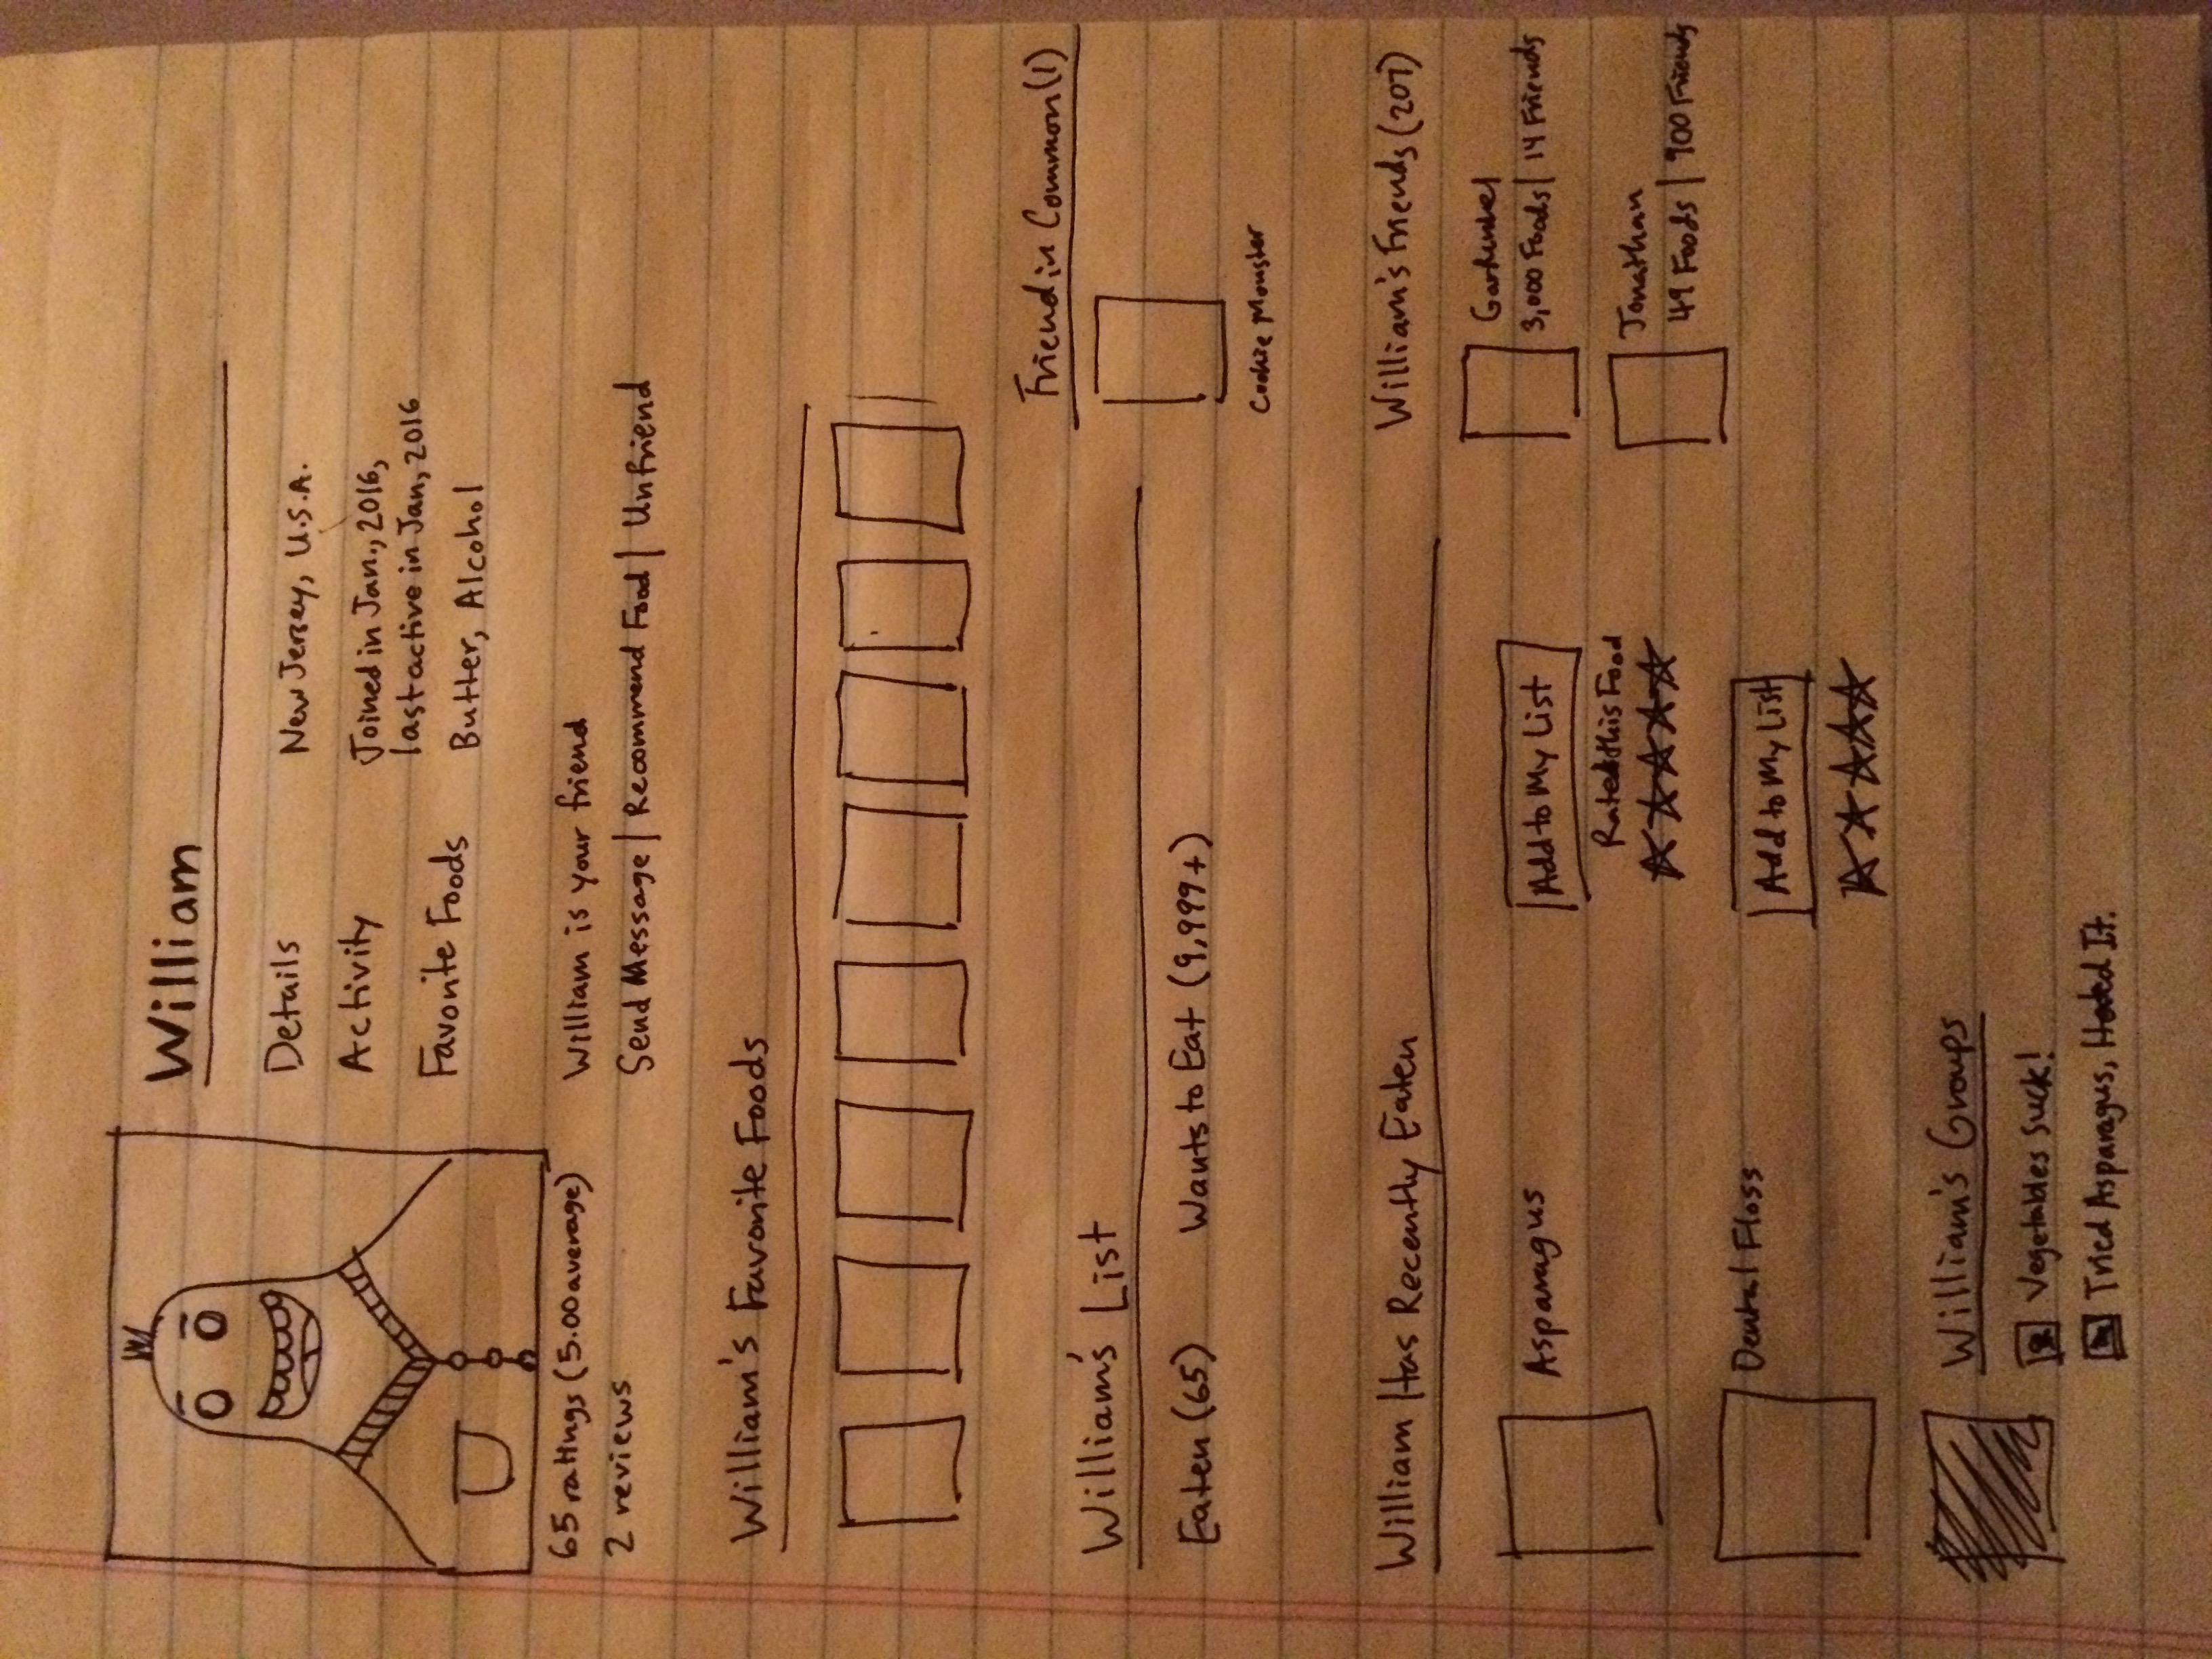 William
Details
New Jersey, U.S.A.
Activity
Joined in Jan., 2016,
last active in Jan, 2016
Favorite Foods
Butter, Alcohol
65 ratings (5.00 average)
2 reviews
William is your friend
Send Message | Recommend Food | Unfriend
William's Favorite Foods
Friend in Common (1)
Cookie Monster
William's List
Eaten (65) Wants to Eat (9,999+)
William Has Recently Eaten
Asparagus
Add to My List
Rated this Food
Dental Floss
Add to My List
William's Friends (207)
Garfunkel
3,000 Foods | 14 Friends
Jonathan
49 Foods | 900 Friends
William's Groups
Vegetables Suck!
Tried Asparagus, Hated It.